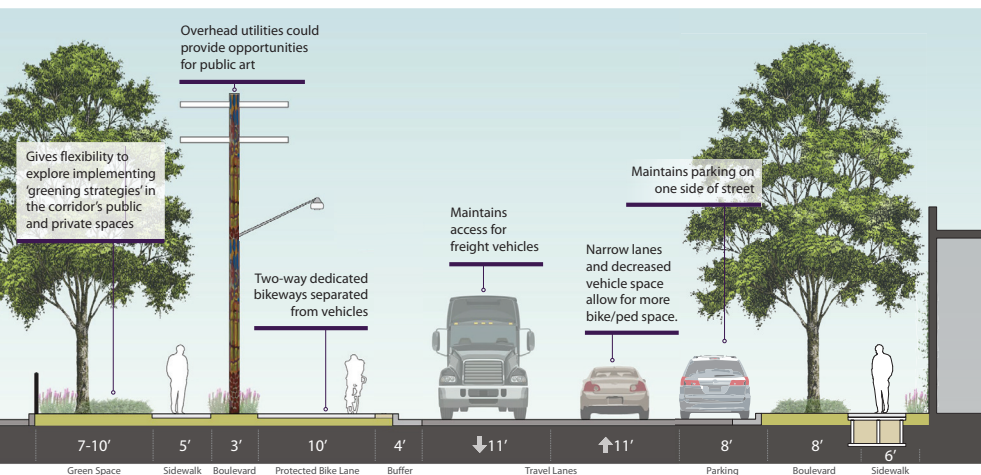 Overhead utilities could
provide opportunities
for public art
Gives flexibility to
explore implementing
‘greening strategies’ in
the corridor’s public
and private spaces
Two-way dedicated
bikeways separated
from vehicles
Maintains
access for
freight vehicles
Narrow lanes
and decreased
vehicle space
allow for more
bike/ped space.
Maintains parking on
one side of street
7-10’ 5’ 3’ 10’ 4’ 11’ 11’ 8’ 8’ 6’
Green Space Sidewalk Boulevard Protected Bike Lane Buffer Travel Lanes Parking Boulevard Sidewalk